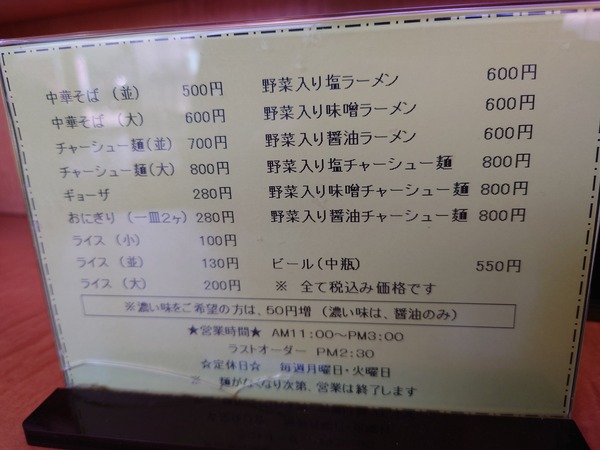 中華そば（並） 500円
中華そば（大） 600円
チャーシュー麺（並） 700円
チャーシュー麺（大） 800円
ギョーザ 280円
おにぎり（一皿2ヶ） 280円
ライス（小） 100円
ライス（並） 130円
ライス（大） 200円
野菜入り塩ラーメン 600円
野菜入り味噌ラーメン 600円
野菜入り醤油ラーメン 600円
野菜入り塩チャーシュー麺 800円
野菜入り味噌チャーシュー麺 800円
野菜入り醤油チャーシュー麺 800円
ビール（中瓶） 550円
※ 全て税込み価格です
※濃い味をご希望の方は、50円増（濃い味は、醤油のみ）
★営業時間★ AM11:00～PM3:00
ラストオーダー PM2:30
☆定休日☆ 毎週月曜日・火曜日
※ 麺がなくなり次第、営業は終了します